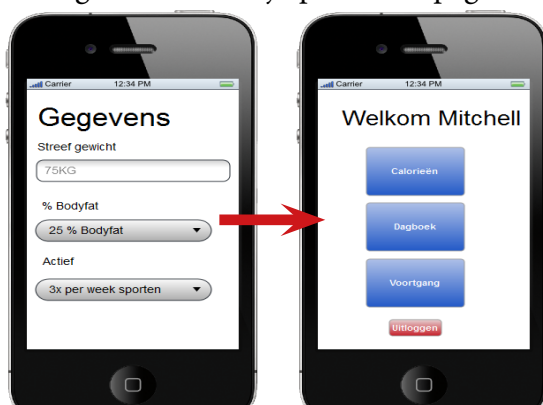 Carrier 12:34 PM
Gegevens
Streef gewicht
75KG
% Bodyfat
25 % Bodyfat
Actief
3x per week sporten
Carrier 12:34 PM
Welkom Mitchell
Calorieën
Dagboek
Voortgang
Uitloggen